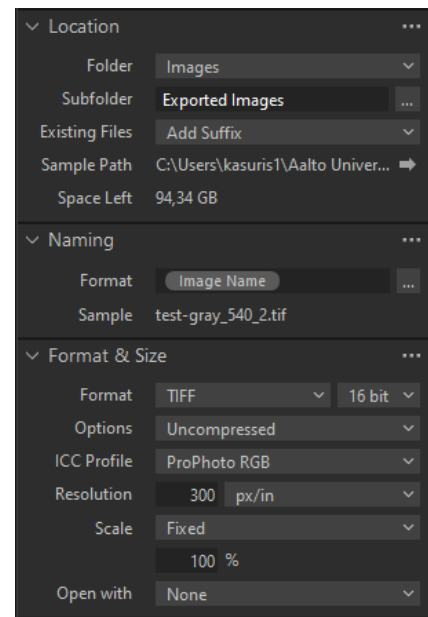 Location
Folder Images
Subfolder Exported Images ...
Existing Files Add Suffix
Sample Path C:\Users\kasuris1\Aalto Univer...
Space Left 94,34 GB
Naming
Format Image Name ...
Sample test-gray_540_2.tif
Format & Size
Format TIFF 16 bit
Options Uncompressed
ICC Profile ProPhoto RGB
Resolution 300 px/in
Scale Fixed
100 %
Open with None